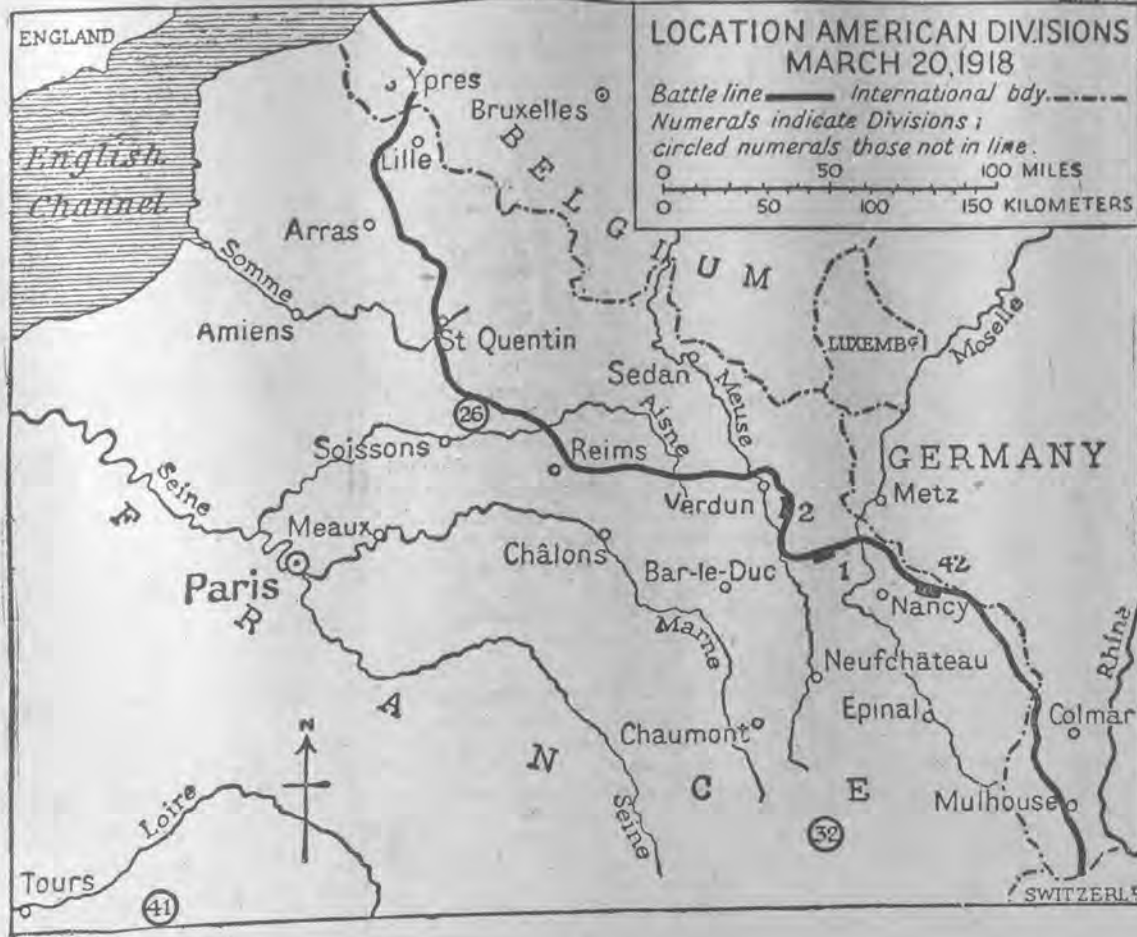 LOCATION AMERICAN DIVISIONS
MARCH 20, 1918
Battle line International bdy.
Numerals indicate Divisions;
circled numerals those not in line.
0 50 100 MILES
0 50 100 150 KILOMETERS
ENGLAND
English
Channel
Ypres
Bruxelles
Lille
BELGIUM
Arras
Somme
Amiens
St Quentin
LUXEMBG
Moselle
Sedan
Meuse
26
Aisne
Soissons
Reims
GERMANY
Seine
Verdun
2
Metz
Meaux
Châlons
Paris
Bar-le-Duc
1
42
Nancy
FRANCE
Marne
Rhine
Neufchâteau
Epinal
Colmar
N
Chaumont
Seine
Mulhouse
Loire
32
Tours
41
SWITZERLD